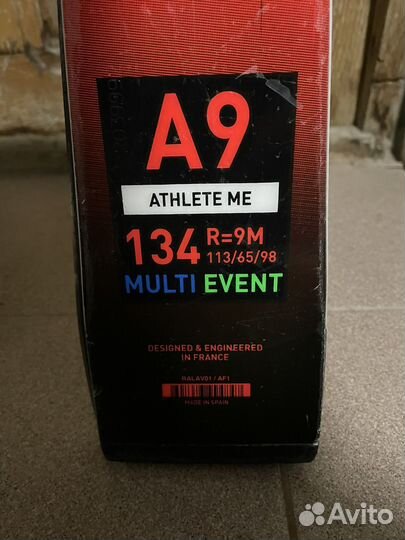 A9
ATHLETE ME
134 R=9M
113/65/98
MULTI EVENT
DESIGNED & ENGINEERED
IN FRANCE
RALAV01 / AF1
MADE IN SPAIN
Avito